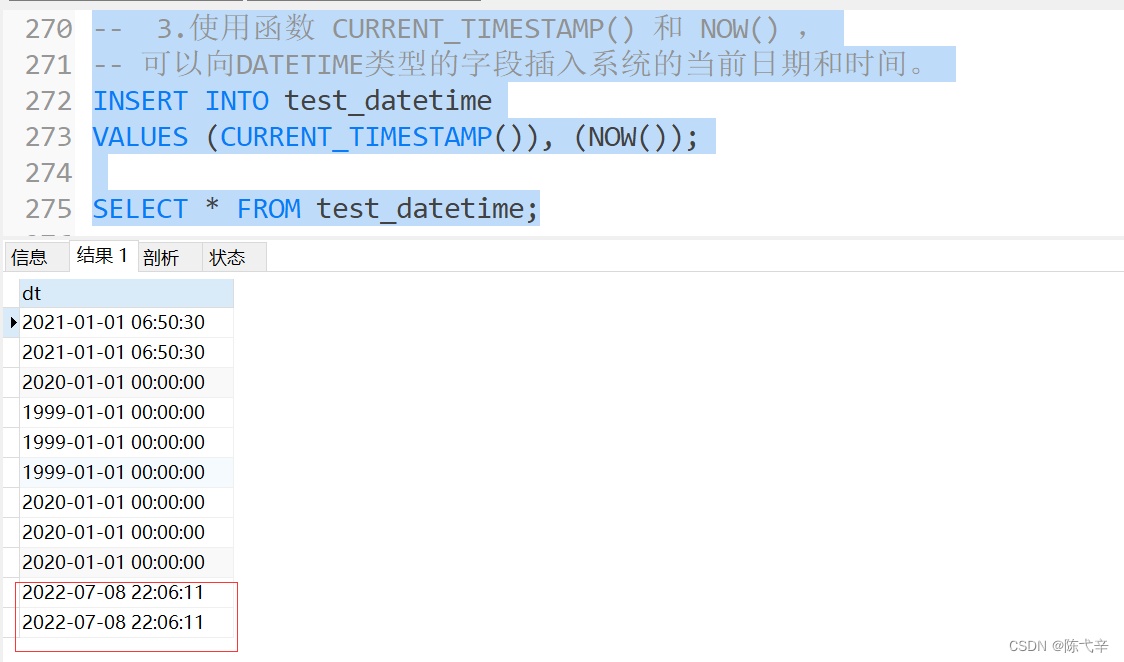 270 --  3.使用函数 CURRENT_TIMESTAMP() 和 NOW() ，
271 -- 可以向DATETIME类型的字段插入系统的当前日期和时间。
272 INSERT INTO test_datetime
273 VALUES (CURRENT_TIMESTAMP()), (NOW());
274
275 SELECT * FROM test_datetime;
信息 结果 1 剖析 状态
dt
2021-01-01 06:50:30
2021-01-01 06:50:30
2020-01-01 00:00:00
1999-01-01 00:00:00
1999-01-01 00:00:00
1999-01-01 00:00:00
2020-01-01 00:00:00
2020-01-01 00:00:00
2020-01-01 00:00:00
2022-07-08 22:06:11
2022-07-08 22:06:11
CSDN @陈弋辛